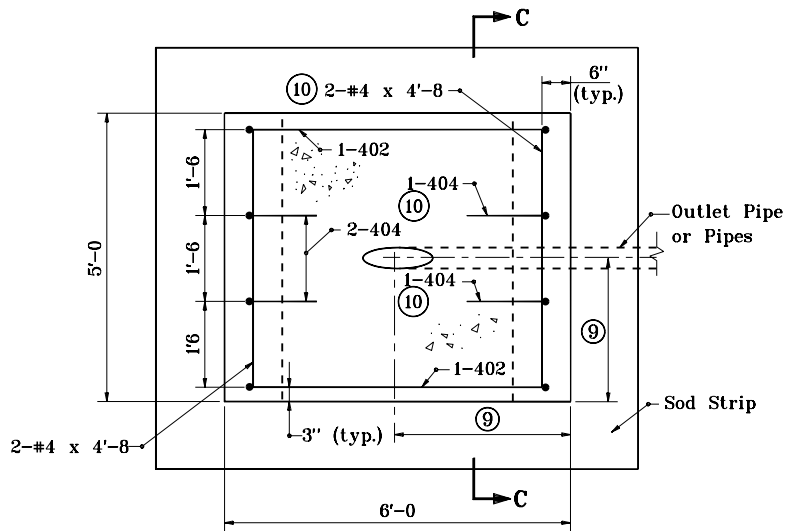 C
6"
(typ.)
10 2-#4 x 4'-8
1-402
1'-6
1-404
10
2-404
Outlet Pipe
or Pipes
5'-0
1'-6
1-404
10
9
1'6
1-402
Sod Strip
9
3" (typ.)
2-#4 x 4'-8
C
6'-0